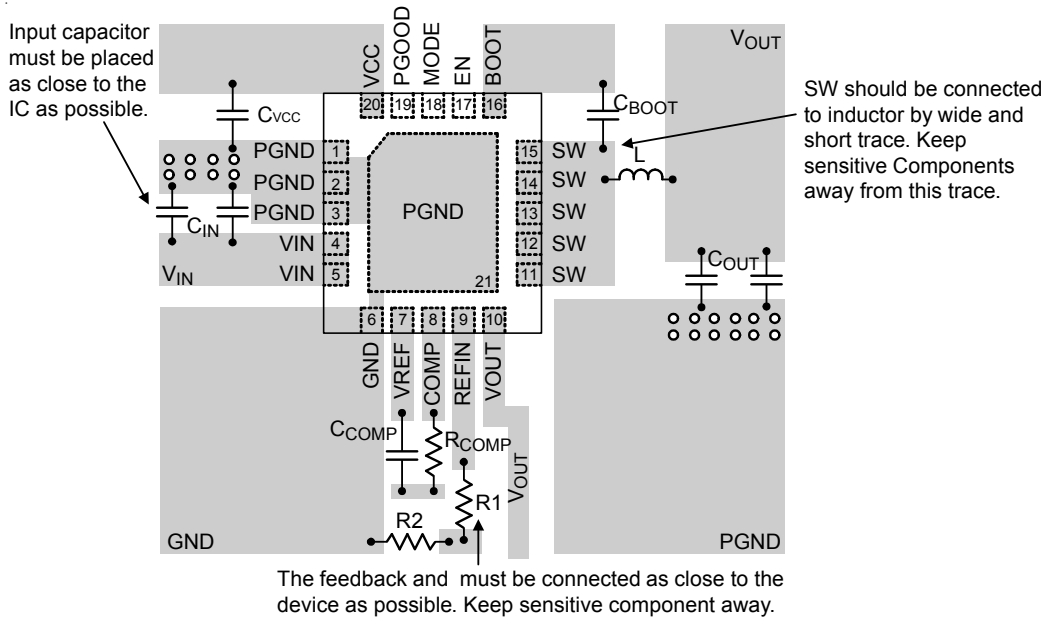 Input capacitor
must be placed
as close to the
IC as possible.
VCC
PGOOD
MODE
EN
BOOT
20
19
18
17
16
VOUT
CVCC
CBOOT
SW should be connected
to inductor by wide and
short trace. Keep
sensitive Components
away from this trace.
PGND
1
15
SW
L
PGND
2
14
SW
PGND
3
PGND
13
SW
CIN
VIN
4
12
SW
COUT
VIN
VIN
5
21
11
SW
6
7
8
9
10
GND
VREF
COMP
REFIN
VOUT
CCOMP
RCOMP
VOUT
R1
R2
GND
PGND
The feedback and must be connected as close to the
device as possible. Keep sensitive component away.